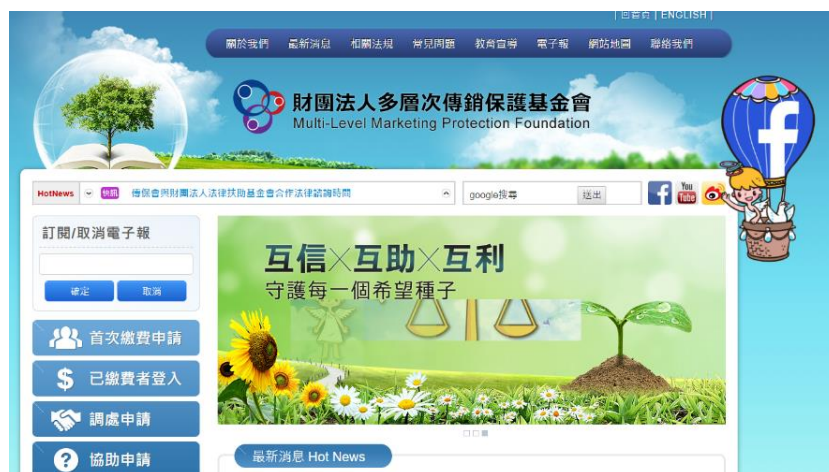 | 回首頁 | ENGLISH |
關於我們 最新消息 相關法規 常見問題 教育宣導 電子報 網站地圖 聯絡我們
財團法人多層次傳銷保護基金會
Multi-Level Marketing Protection Foundation
HotNews 快訊 傳保會與財團法人法律扶助基金會合作法律諮詢時間 google搜尋 送出 f You Tube
f
訂閱/取消電子報
確定 取消
互信×互助×互利
守護每一個希望種子
首次繳費申請
已繳費者登入
調處申請
協助申請
最新消息 Hot News